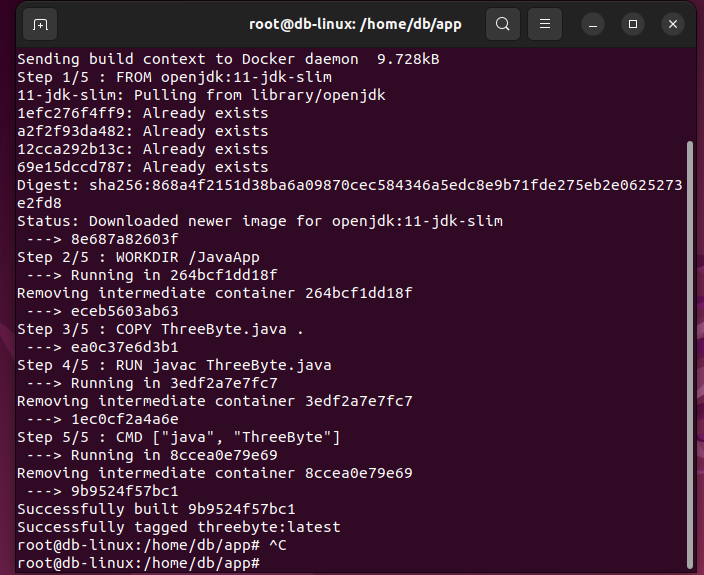 root@db-linux: /home/db/app
Sending build context to Docker daemon  9.728kB
Step 1/5 : FROM openjdk:11-jdk-slim
11-jdk-slim: Pulling from library/openjdk
1efc276f4ff9: Already exists
a2f2f93da482: Already exists
12cca292b13c: Already exists
69e15dccd787: Already exists
Digest: sha256:868a4f2151d38ba6a09870cec584346a5edc8e9b71fde275eb2e0625273
e2fd8
Status: Downloaded newer image for openjdk:11-jdk-slim
 ---> 8e687a82603f
Step 2/5 : WORKDIR /JavaApp
 ---> Running in 264bcf1dd18f
Removing intermediate container 264bcf1dd18f
 ---> eceb5603ab63
Step 3/5 : COPY ThreeByte.java .
 ---> ea0c37e6d3b1
Step 4/5 : RUN javac ThreeByte.java
 ---> Running in 3edf2a7e7fc7
Removing intermediate container 3edf2a7e7fc7
 ---> 1ec0cf2a4a6e
Step 5/5 : CMD ["java", "ThreeByte"]
 ---> Running in 8ccea0e79e69
Removing intermediate container 8ccea0e79e69
 ---> 9b9524f57bc1
Successfully built 9b9524f57bc1
Successfully tagged threebyte:latest
root@db-linux:/home/db/app# ^C
root@db-linux:/home/db/app#